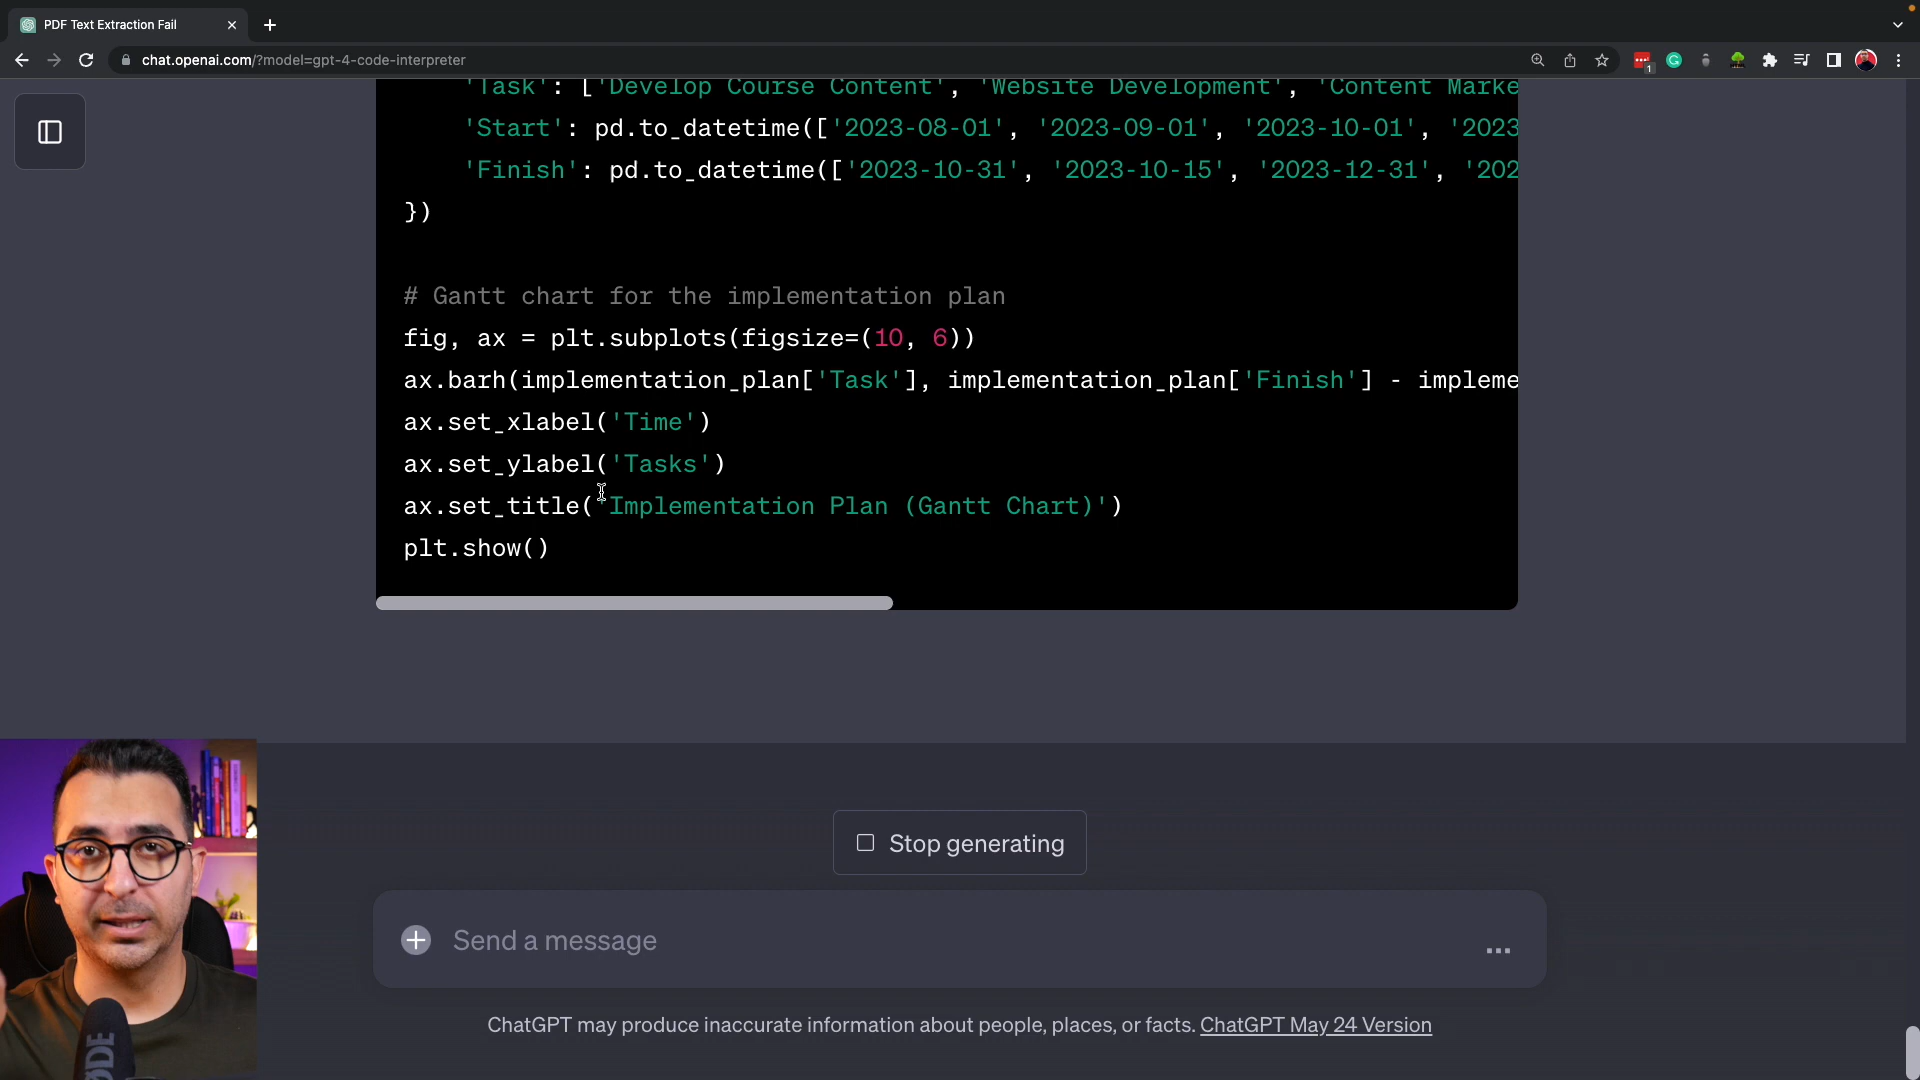 PDF Text Extraction Fail
chat.openai.com/?model=gpt-4-code-interpreter
1
'Task': ['Develop Course Content', 'Website Development', 'Content Marke
'Start': pd.to_datetime(['2023-08-01', '2023-09-01', '2023-10-01', '2023
'Finish': pd.to_datetime(['2023-10-31', '2023-10-15', '2023-12-31', '202
})
# Gantt chart for the implementation plan
fig, ax = plt.subplots(figsize=(10, 6))
ax.barh(implementation_plan['Task'], implementation_plan['Finish'] - impleme
ax.set_xlabel('Time')
ax.set_ylabel('Tasks')
ax.set_title('Implementation Plan (Gantt Chart)')
plt.show()
Stop generating
Send a message
ChatGPT may produce inaccurate information about people, places, or facts. ChatGPT May 24 Version